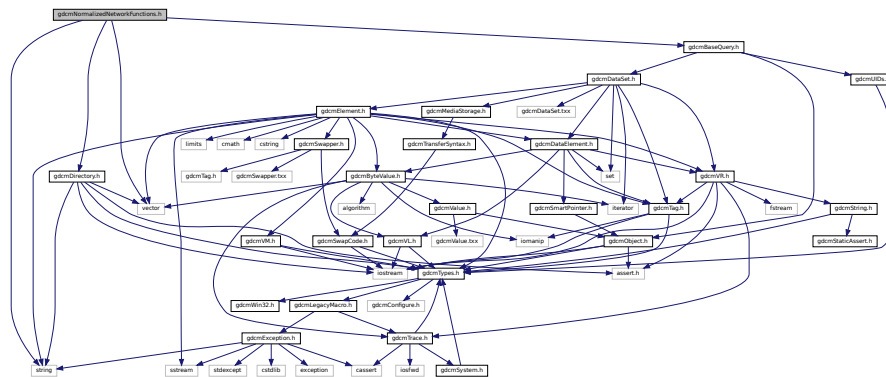 gdcmNormalizedNetworkFunctions.h
gdcmBaseQuery.h
gdcmDataSet.h
gdcmUIDs.
gdcmElement.h
gdcmMediaStorage.h
gdcmDataSet.txx
limits
cmath
cstring
gdcmSwapper.h
gdcmTransferSyntax.h
gdcmDataElement.h
gdcmDirectory.h
gdcmTag.h
gdcmSwapper.txx
gdcmByteValue.h
set
gdcmVR.h
vector
algorithm
gdcmValue.h
gdcmSmartPointer.h
iterator
gdcmTag.h
fstream
gdcmString.h
gdcmVM.h
gdcmSwapCode.h
gdcmVL.h
gdcmValue.txx
iomanip
gdcmObject.h
gdcmStaticAssert.h
iostream
gdcmTypes.h
assert.h
gdcmWin32.h
gdcmLegacyMacro.h
gdcmConfigure.h
gdcmException.h
gdcmTrace.h
string
sstream
stdexcept
cstdlib
exception
cassert
iosfwd
gdcmSystem.h